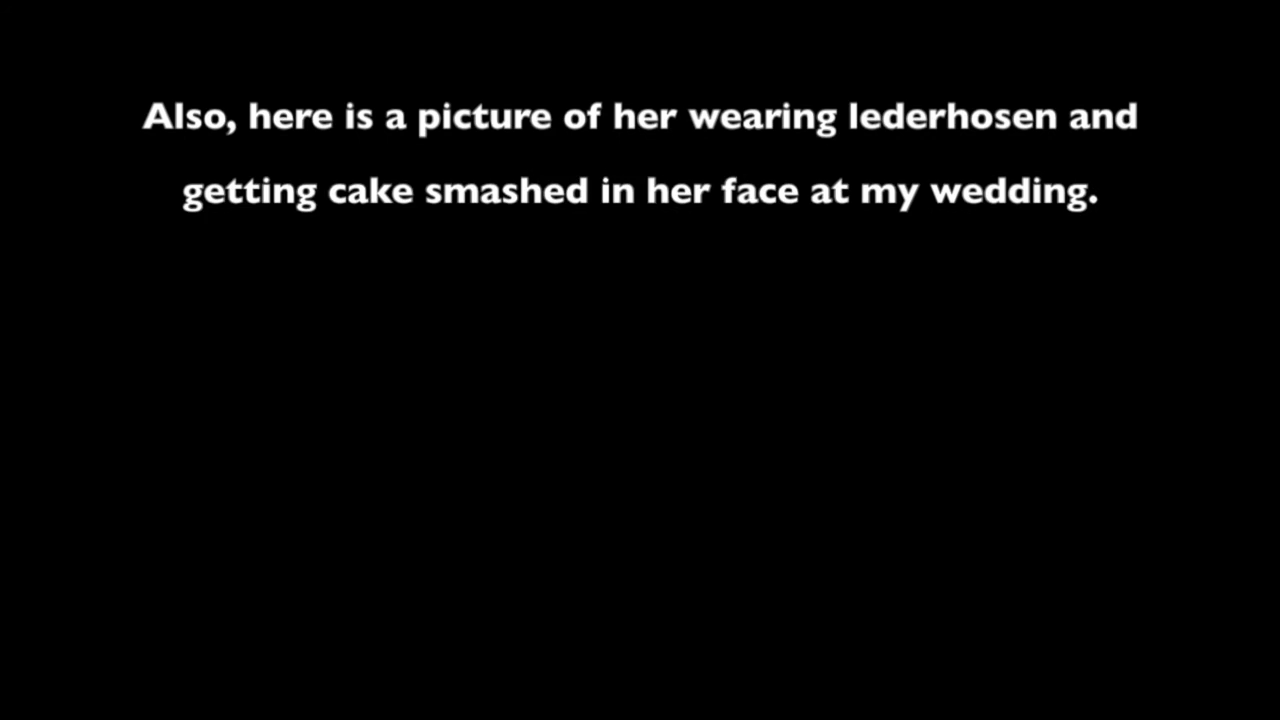 Also, here is a picture of her wearing lederhosen and
getting cake smashed in her face at my wedding.